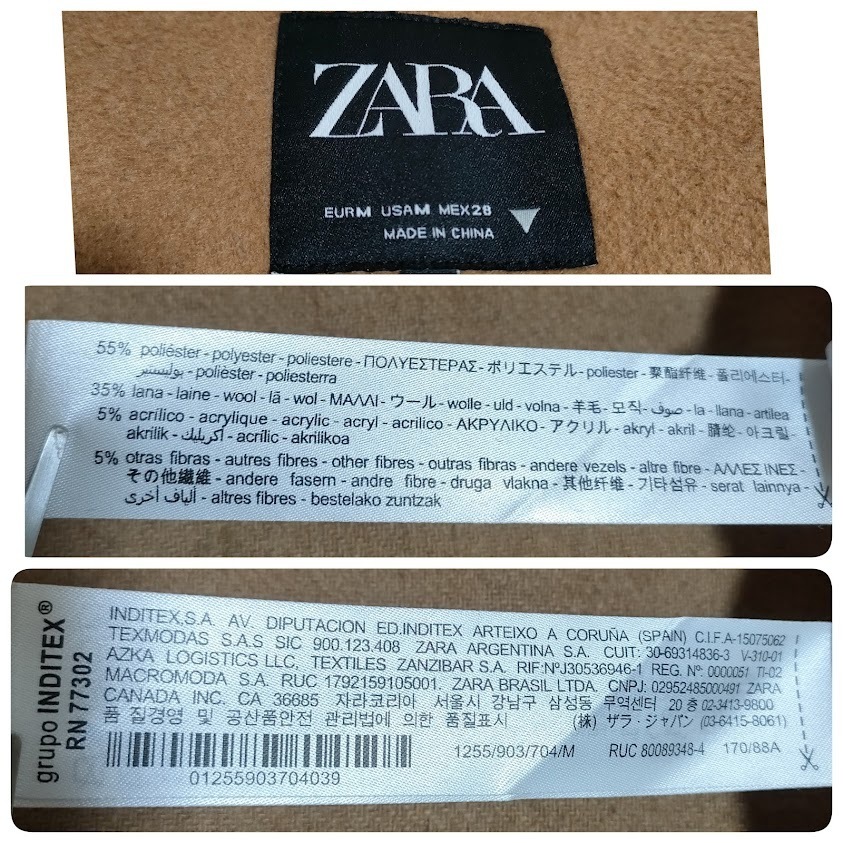 ZARA
EURM USAM MEX28
MADE IN CHINA
55% poliéster - polyester - poliestere - ΠΟΛΥΕΣΤΕΡΑΣ - ポリエステル - poliester - 聚酯纤维 - 폴리에스터 -
بوليستير - polièster - poliesterra
35% lana - laine - wool - lã - wol - ΜΑΛΛΙ - ウール - wolle - uld - volna - 羊毛 - 모직 - صوف - la - llana - artilea
5% acrílico - acrylique - acrylic - acryl - acrilico - ΑΚΡΥΛΙΚΟ - アクリル - akryl - akril - 腈纶 - 아크릴 -
akrilik - أكريليك - acrílic - akrilikoa
5% otras fibras - autres fibres - other fibres - outras fibras - andere vezels - altre fibre - ΑΛΛΕΣ ΙΝΕΣ -
その他繊維 - andere fasern - andre fibre - druga vlakna - 其他纤维 - 기타섬유 - serat lainnya -
ألياف أخرى - altres fibres - bestelako zuntzak
grupo INDITEX®
RN 77302
INDITEX,S.A. AV. DIPUTACION ED.INDITEX ARTEIXO A CORUÑA (SPAIN) C.I.F.A-15075062
TEXMODAS S.A.S SIC 900.123.408 ZARA ARGENTINA S.A. CUIT: 30-69314836-3 V-310-01
AZKA LOGISTICS LLC, TEXTILES ZANZIBAR S.A. RIF:NºJ30536946-1 REG. Nº: 0000051 TI-02
MACROMODA S.A. RUC 1792159105001. ZARA BRASIL LTDA. CNPJ: 02952485000491 ZARA
CANADA INC. CA 36685 자라코리아 서울시 강남구 삼성동 무역센터 20 층 02-3413-9800
품 질경영 및 공산품안전 관리법에 의한 품질표시 (株) ザラ・ジャパン (03-6415-8061)
01255903704039
1255/903/704/M RUC 80089348-4 170/88A